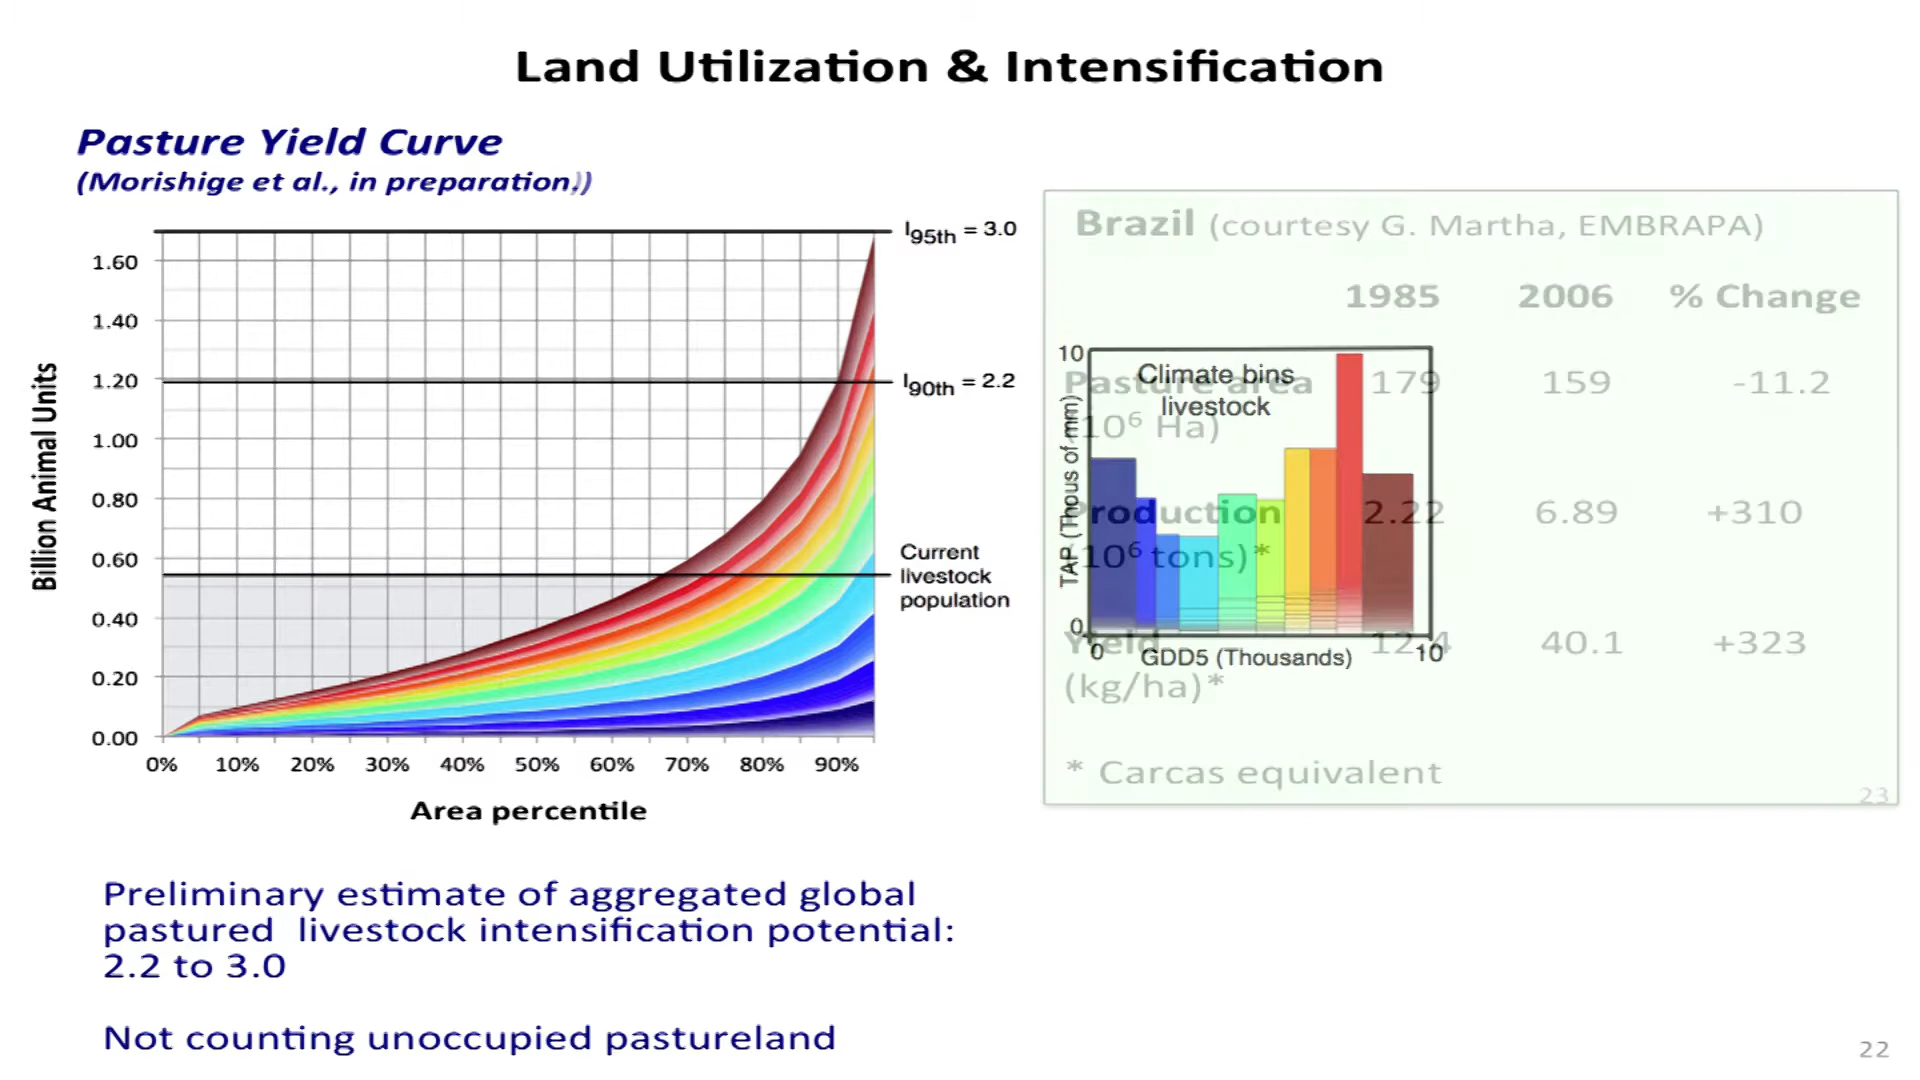 Land Utilization & Intensification
Pasture Yield Curve
(Morishige et al., in preparation.)
Billion Animal Units
1.60
1.40
1.20
1.00
0.80
0.60
0.40
0.20
0.00
0% 10% 20% 30% 40% 50% 60% 70% 80% 90%
Area percentile
I95th = 3.0
I90th = 2.2
Current
livestock
population
Brazil (courtesy G. Martha, EMBRAPA)
1985 2006 % Change
Pasture area 179 159 -11.2
(10⁶ Ha)
Production 2.22 6.89 +310
(10⁶ tons)*
Yield 12.4 40.1 +323
(kg/ha)*
* Carcas equivalent
23
Climate bins
livestock
TAP (Thous of mm)
10
0
0 10
GDD5 (Thousands)
Preliminary estimate of aggregated global
pastured livestock intensification potential:
2.2 to 3.0
Not counting unoccupied pastureland
22